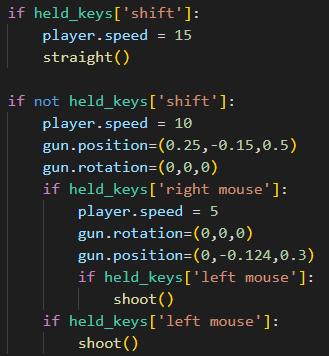 if held_keys['shift']:
    player.speed = 15
    straight()

if not held_keys['shift']:
    player.speed = 10
    gun.position=(0.25,-0.15,0.5)
    gun.rotation=(0,0,0)
    if held_keys['right mouse']:
        player.speed = 5
        gun.rotation=(0,0,0)
        gun.position=(0,-0.124,0.3)
        if held_keys['left mouse']:
            shoot()
    if held_keys['left mouse']:
        shoot()